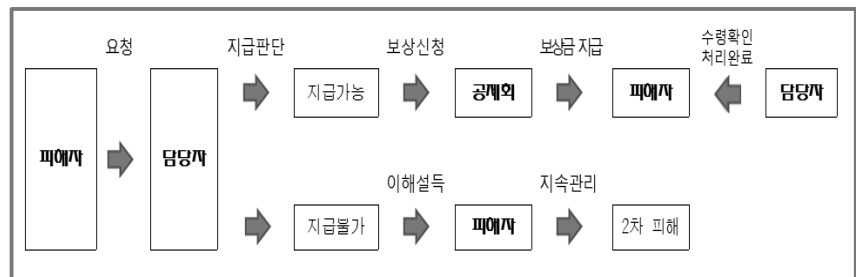 요청
지급판단
보상신청
보상금 지급
수령확인
처리완료
피해자
담당자
지급가능
공제회
피해자
담당자
이해설득
지속관리
지급불가
피해자
2차 피해